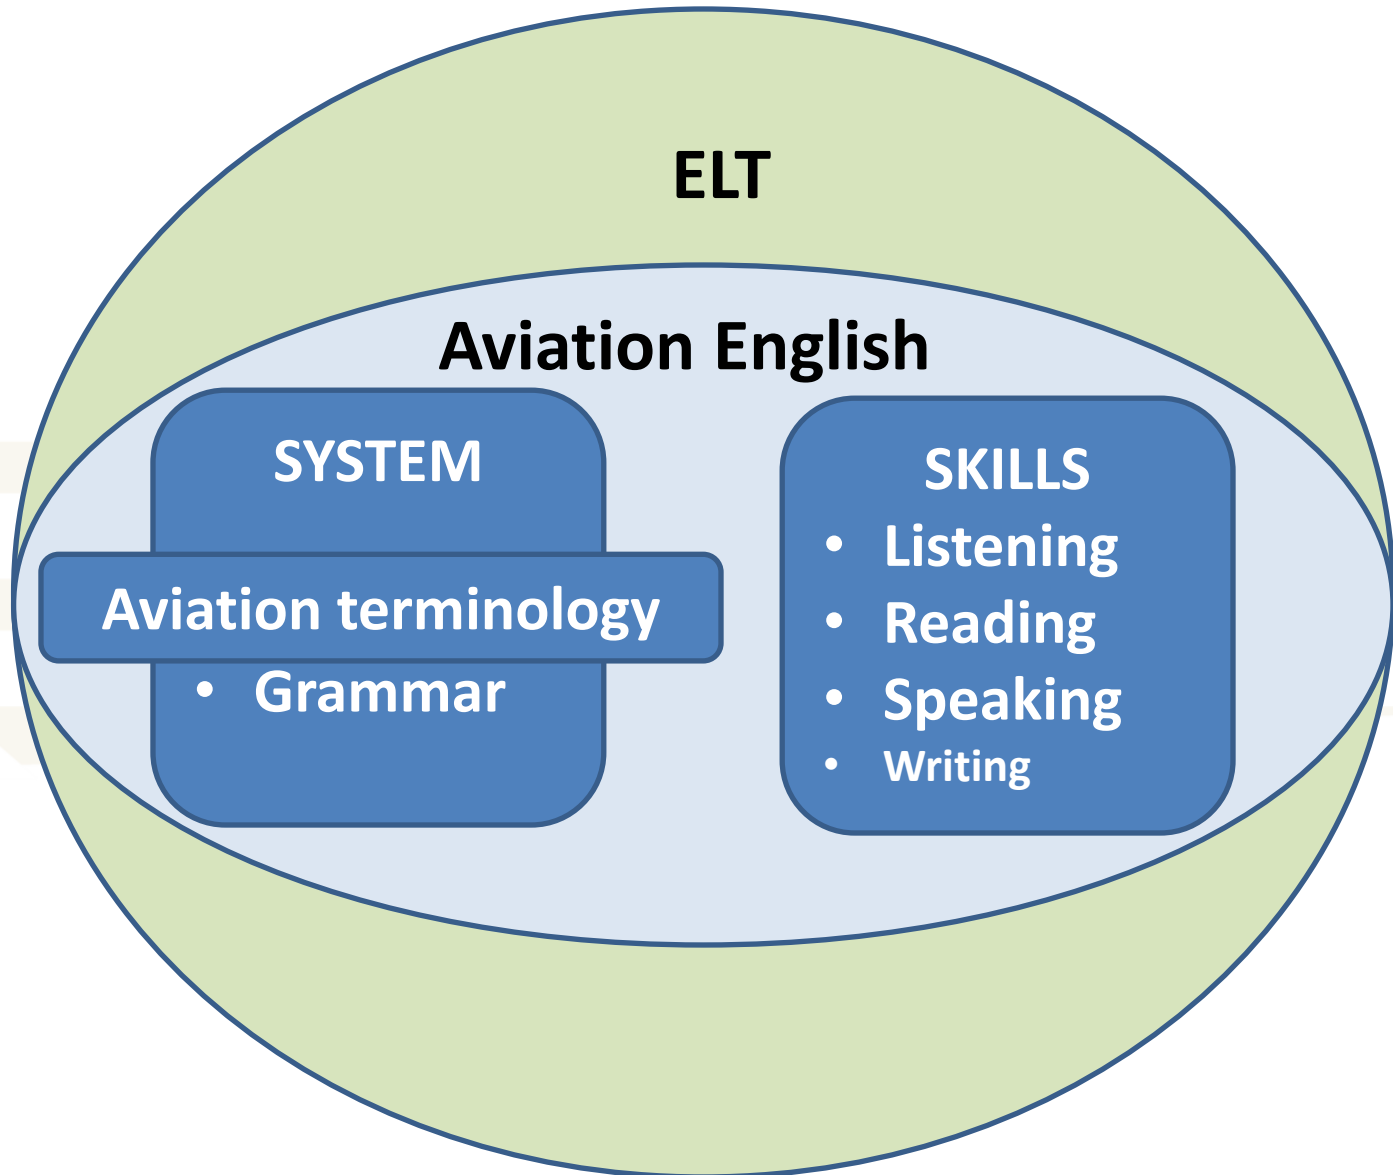 ELT
Aviation English
SYSTEM
Aviation terminology
• Grammar
SKILLS
• Listening
• Reading
• Speaking
• Writing